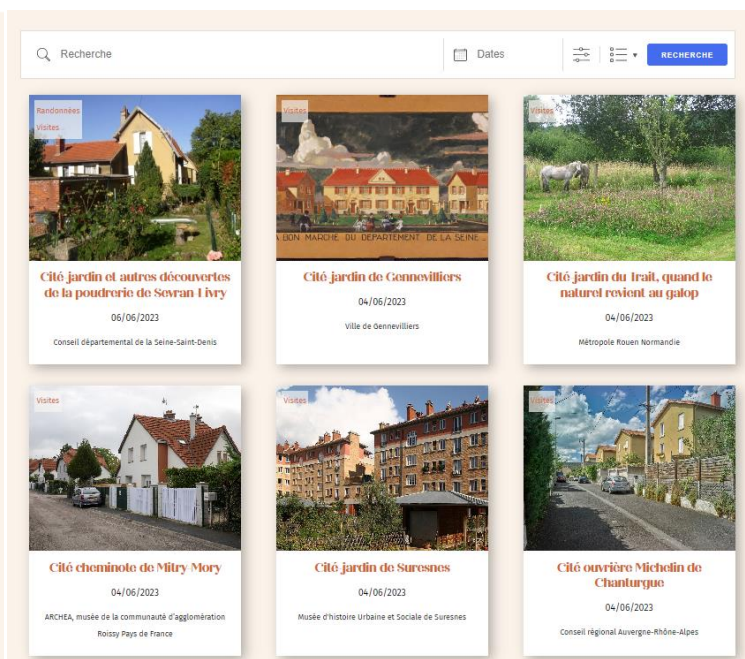 Recherche
Dates
RECHERCHE
Randonnées
Visites
Visites
Visites
A BON MARCHE DU DEPARTEMENT DE LA SEINE
Cité-jardin et autres découvertes
de la poudrerie de Sevran-Livry
06/06/2023
Conseil départemental de la Seine-Saint-Denis
Cité-jardin de Gennevilliers
04/06/2023
Ville de Gennevilliers
Cité-jardin du Trait, quand le
naturel revient au galop
04/06/2023
Métropole Rouen Normandie
Visites
Visites
Visites
Cité cheminote de Mitry-Mory
04/06/2023
ARCHEA, musée de la communauté d'agglomération
Roissy Pays de France
Cité-jardin de Suresnes
04/06/2023
Musée d'histoire Urbaine et Sociale de Suresnes
Cité ouvrière Michelin de
Chanturgue
04/06/2023
Conseil régional Auvergne-Rhône-Alpes